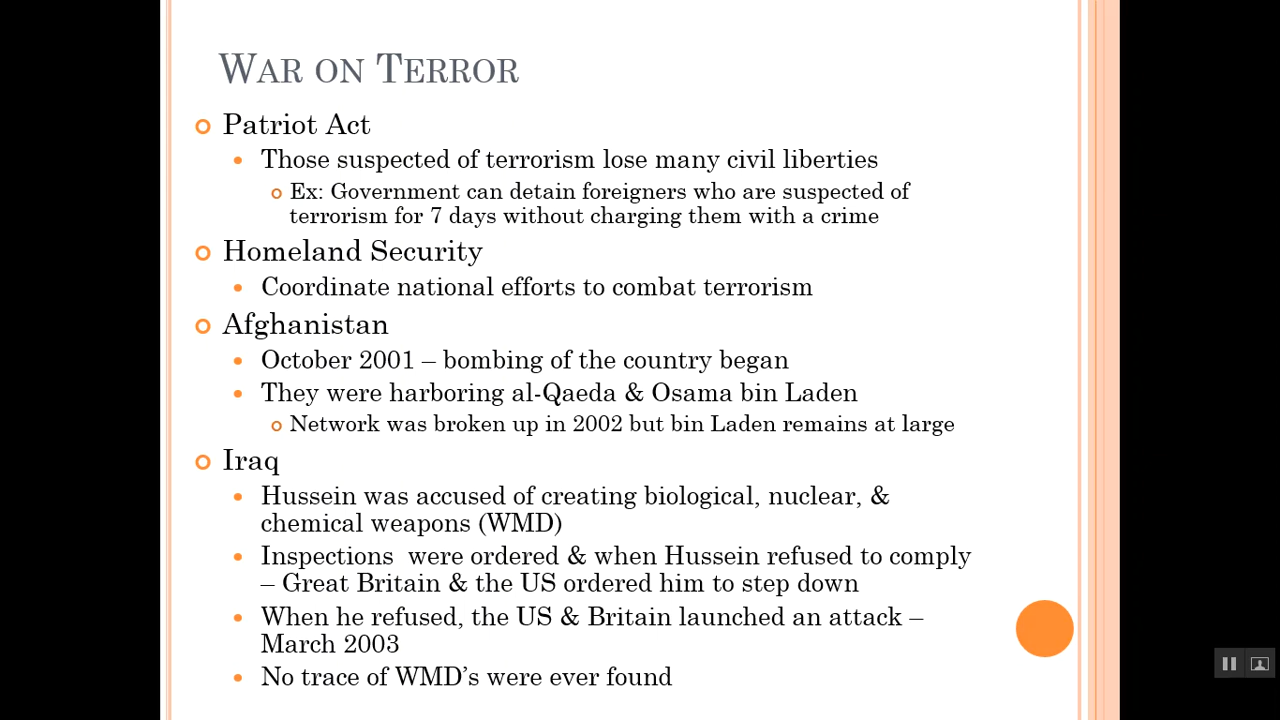 War on Terror
Patriot Act
Those suspected of terrorism lose many civil liberties
Ex: Government can detain foreigners who are suspected of
terrorism for 7 days without charging them with a crime
Homeland Security
Coordinate national efforts to combat terrorism
Afghanistan
October 2001 – bombing of the country began
They were harboring al-Qaeda & Osama bin Laden
Network was broken up in 2002 but bin Laden remains at large
Iraq
Hussein was accused of creating biological, nuclear, &
chemical weapons (WMD)
Inspections  were ordered & when Hussein refused to comply
– Great Britain & the US ordered him to step down
When he refused, the US & Britain launched an attack –
March 2003
No trace of WMD’s were ever found